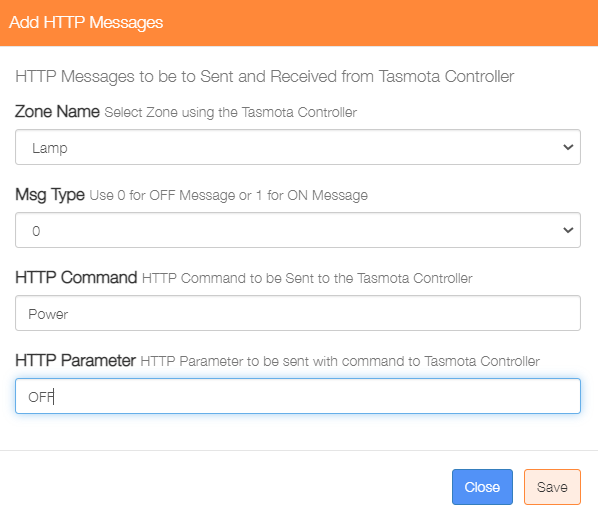 Add HTTP Messages
HTTP Messages to be to Sent and Received from Tasmota Controller
Zone Name Select Zone using the Tasmota Controller
Lamp
Msg Type Use 0 for OFF Message or 1 for ON Message
0
HTTP Command HTTP Command to be Sent to the Tasmota Controller
Power
HTTP Parameter HTTP Parameter to be sent with command to Tasmota Controller
OFF
Close Save